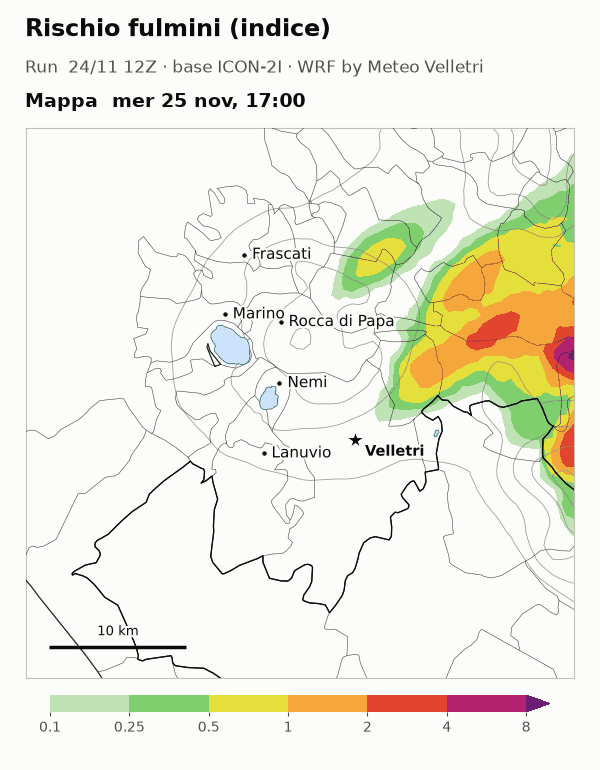 Rischio fulmini (indice)
Run  24/11 12Z · base ICON-2I · WRF by Meteo Velletri
Mappa  mer 25 nov, 17:00
Frascati
Marino
Rocca di Papa
Nemi
Velletri
Lanuvio
10 km
0.1 0.25 0.5 1 2 4 8